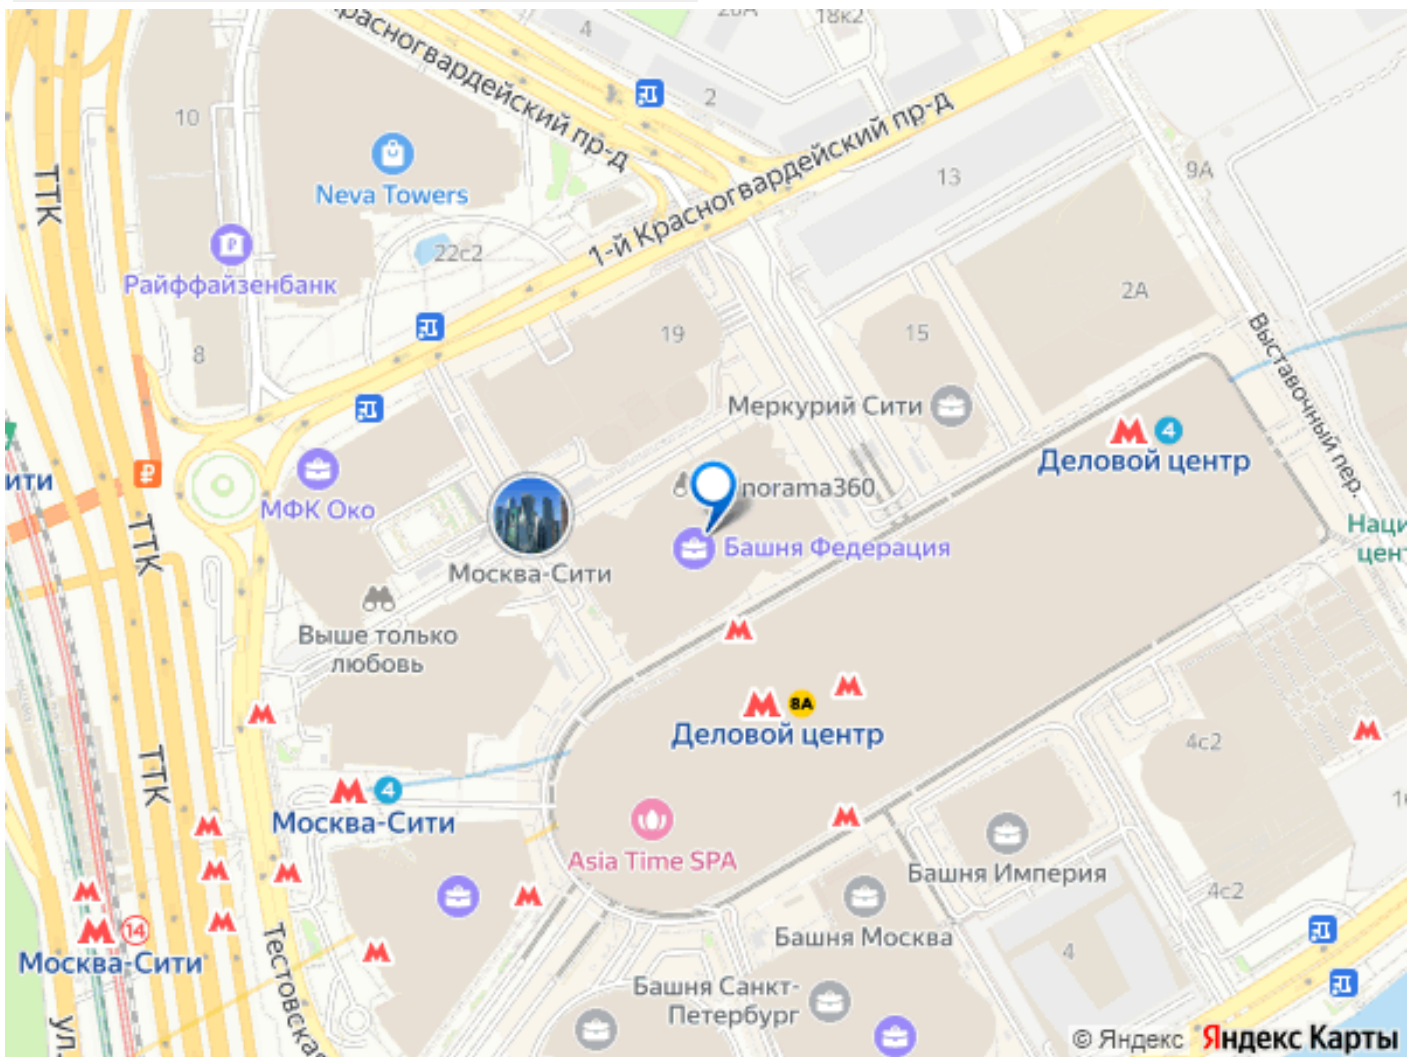 4
18к2
2
Красногвардейский пр-д
1-й Красногвардейский пр-д
10
ТТК
Neva Towers
13
9А
22с2
Райффайзенбанк
2А
8
19
15
Выставочный пер.
Меркурий Сити
4
Деловой центр
МФК Око
norama360
Башня Федерация
Москва-Сити
ТТК
Выше только
любовь
8А
Деловой центр
4с2
ТТК
4
Москва-Сити
Asia Time SPA
Башня Империя
4с2
14
Москва-Сити
Тестовская
Башня Москва
4
Башня Санкт-
Петербург
ул.
© Яндекс Яндекс Карты